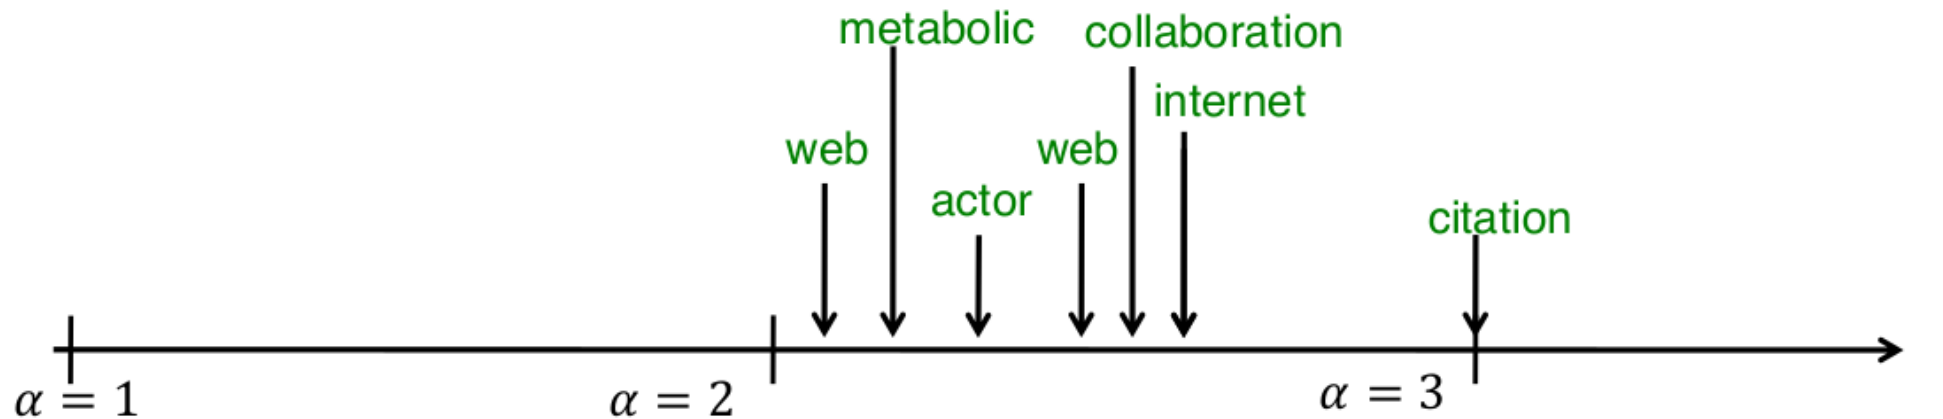 metabolic
collaboration
internet
web
web
actor
citation
α = 1
α = 2
α = 3